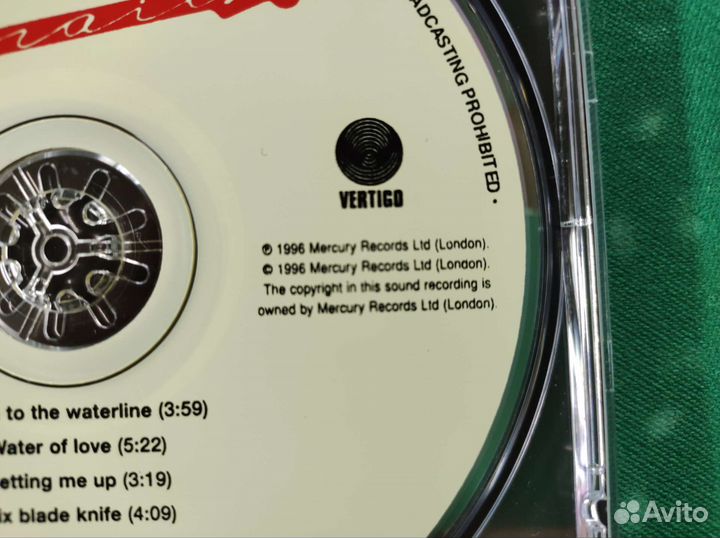 BROADCASTING PROHIBITED •
VERTIGO
℗ 1996 Mercury Records Ltd (London).
© 1996 Mercury Records Ltd (London).
The copyright in this sound recording is
owned by Mercury Records Ltd (London).
to the waterline (3:59)
Water of love (5:22)
etting me up (3:19)
ix blade knife (4:09)
Avito